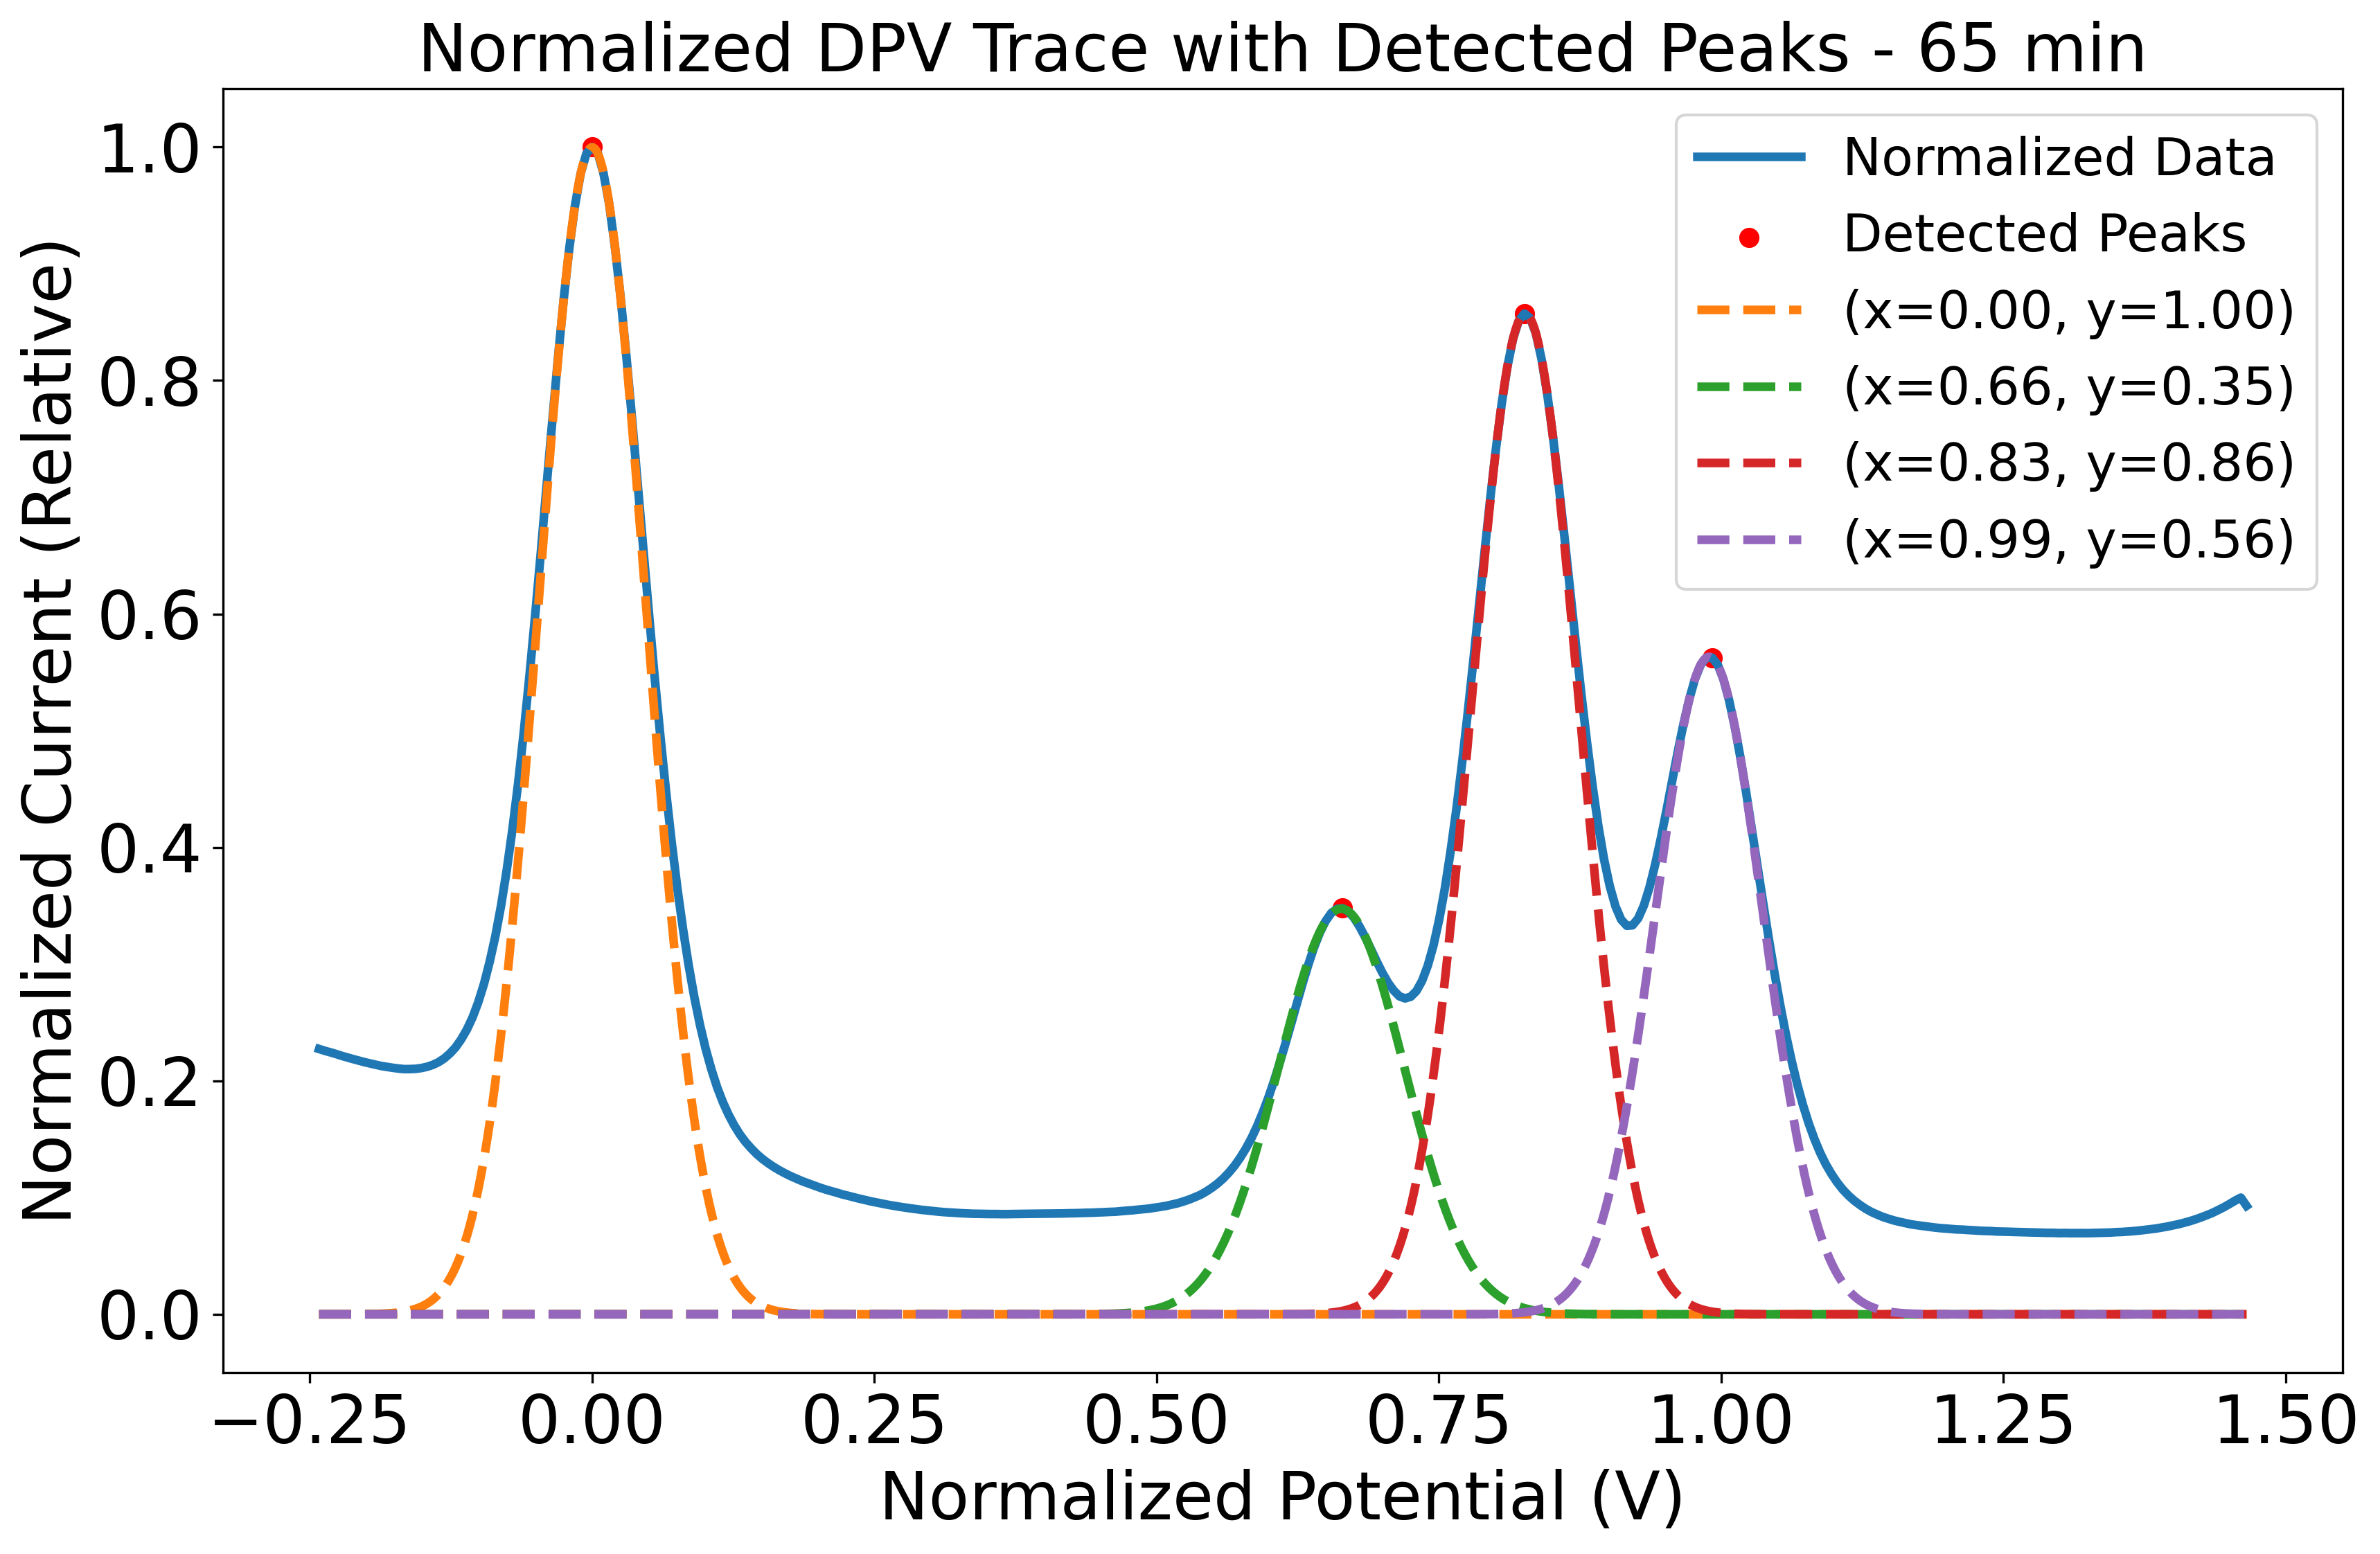 Normalized DPV Trace with Detected Peaks - 65 min
Normalized Current (Relative)
1.0
0.8
0.6
0.4
0.2
0.0
Normalized Data
Detected Peaks
(x=0.00, y=1.00)
(x=0.66, y=0.35)
(x=0.83, y=0.86)
(x=0.99, y=0.56)
−0.25 0.00 0.25 0.50 0.75 1.00 1.25 1.50
Normalized Potential (V)